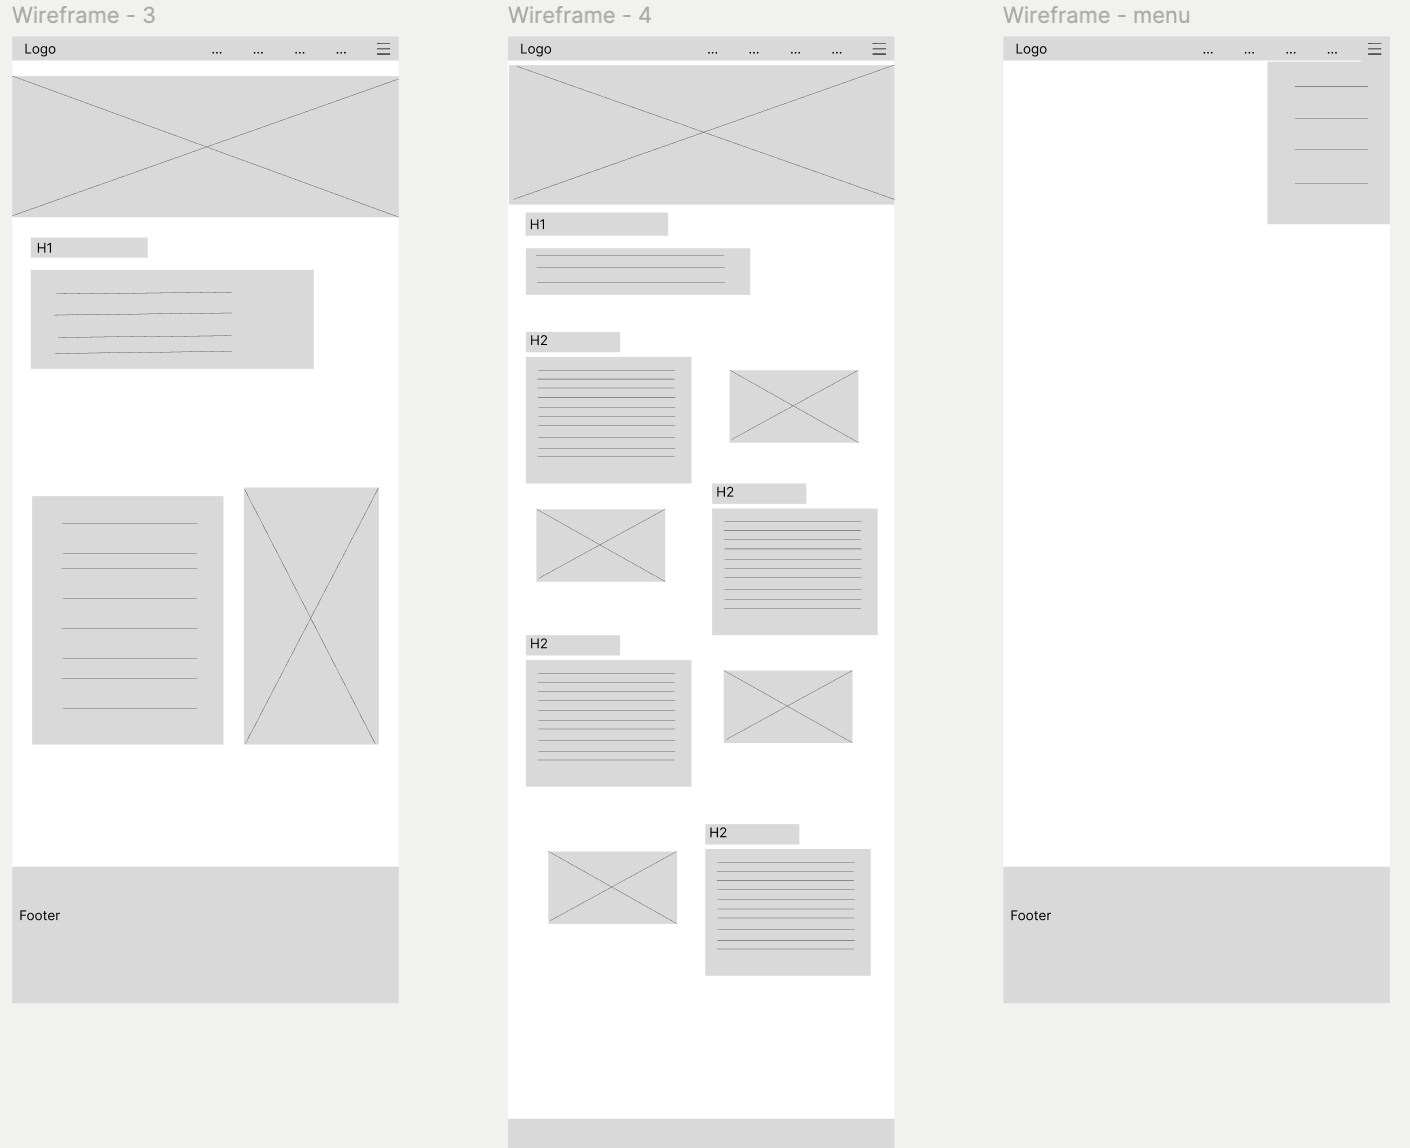 Wireframe - 3
Logo ... ... ... ...
H1
Footer
Wireframe - 4
Logo ... ... ... ...
H1
H2
H2
H2
H2
Wireframe - menu
Logo ... ... ... ...
Footer